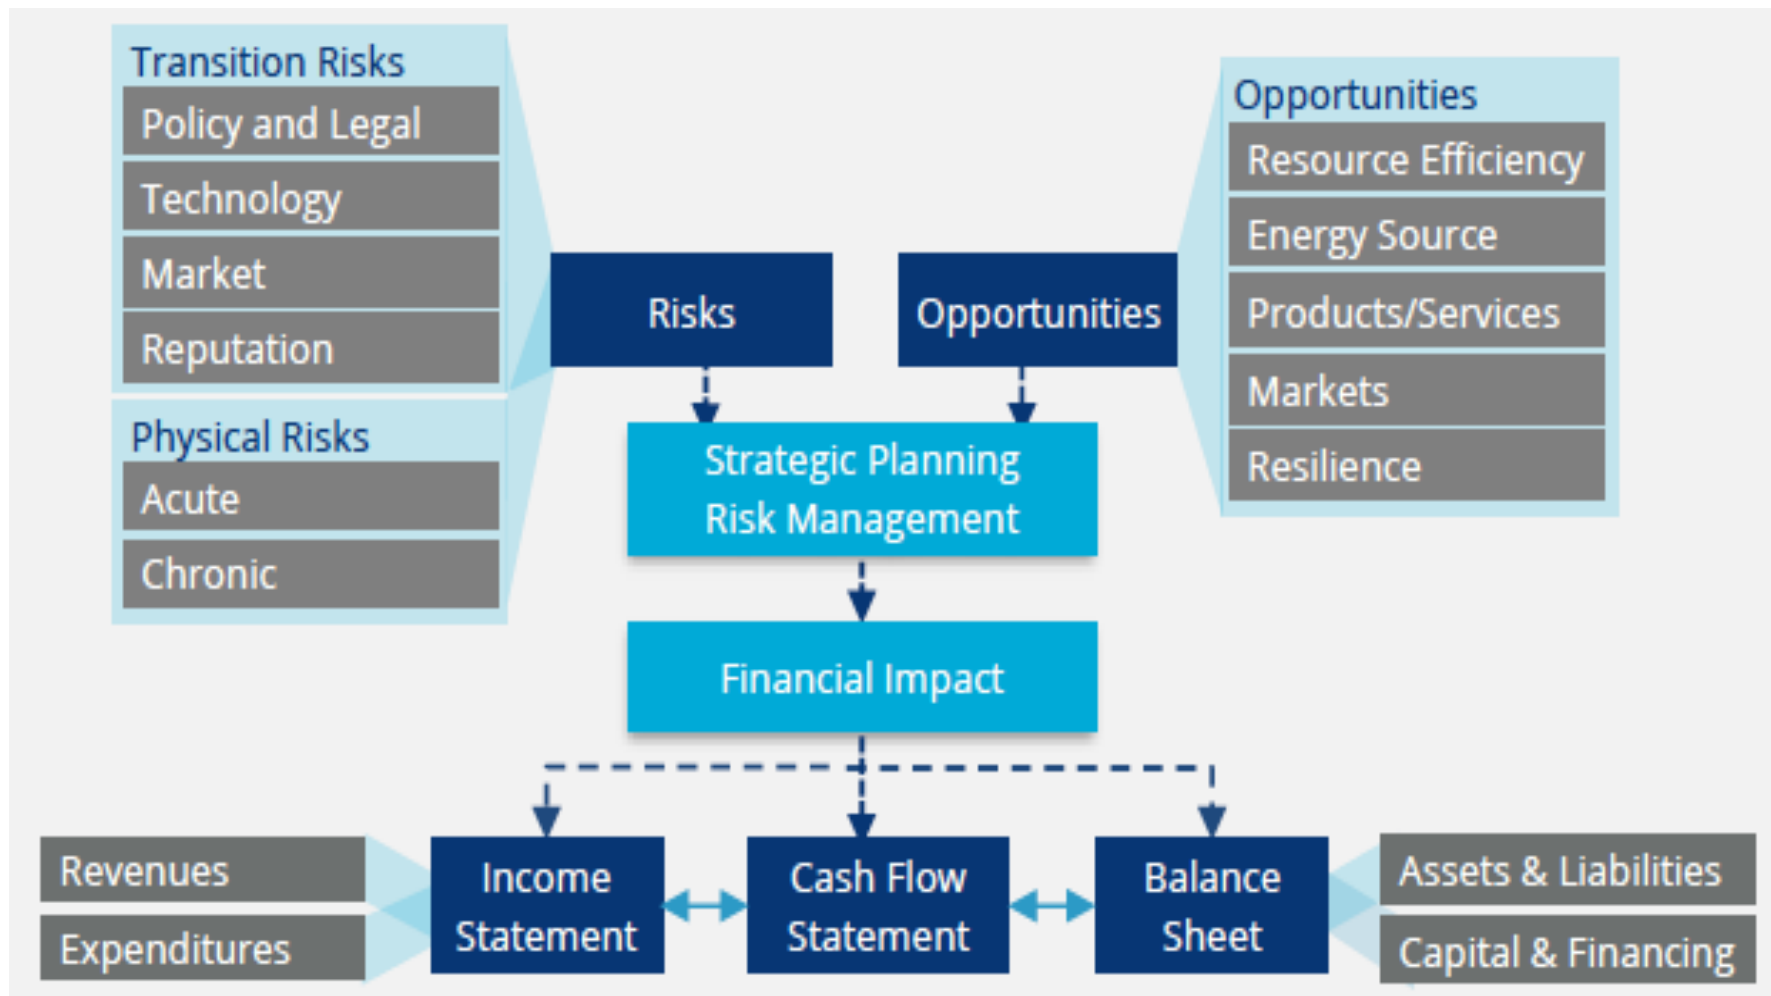 Transition Risks
Policy and Legal
Technology
Market
Reputation
Physical Risks
Acute
Chronic
Risks
Opportunities
Opportunities
Resource Efficiency
Energy Source
Products/Services
Markets
Resilience
Strategic Planning
Risk Management
Financial Impact
Revenues
Expenditures
Income
Statement
Cash Flow
Statement
Balance
Sheet
Assets & Liabilities
Capital & Financing